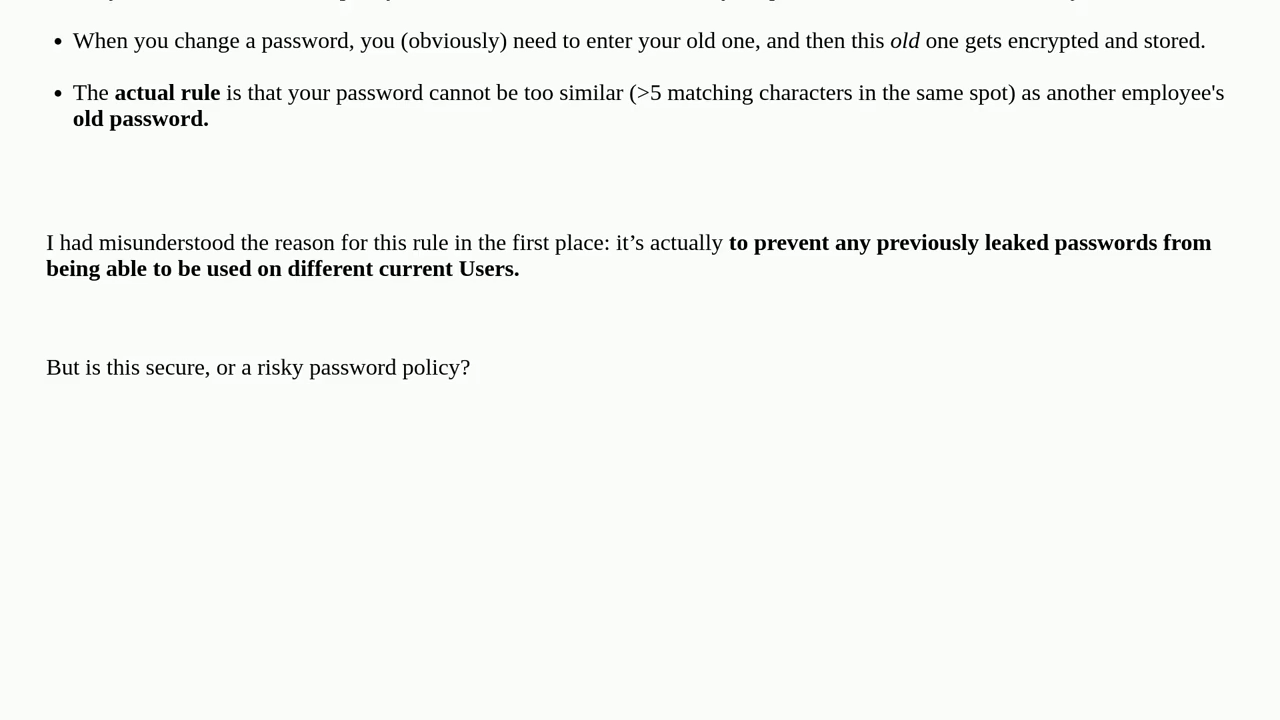 When you change a password, you (obviously) need to enter your old one, and then this old one gets encrypted and stored.
The actual rule is that your password cannot be too similar (>5 matching characters in the same spot) as another employee's
old password.
I had misunderstood the reason for this rule in the first place: it’s actually to prevent any previously leaked passwords from
being able to be used on different current Users.
But is this secure, or a risky password policy?